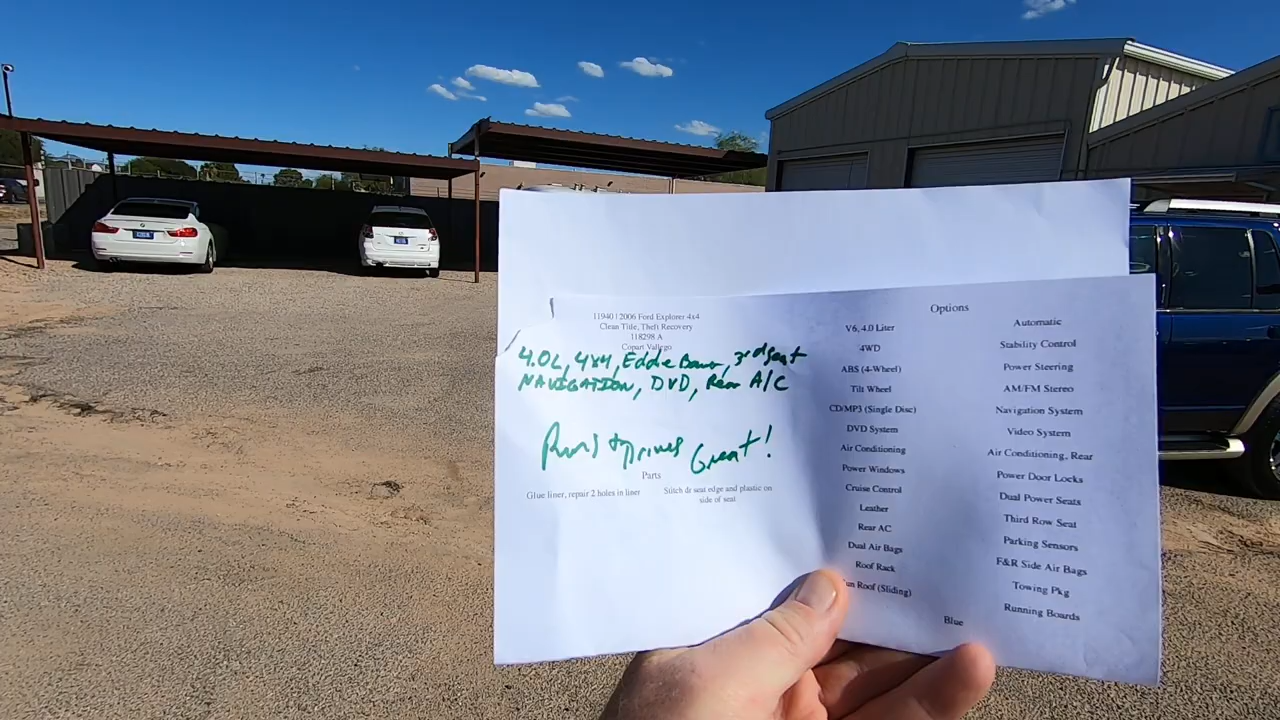 11940 | 2006 Ford Explorer 4x4
Clean Title, Theft Recovery
118298 A
Copart Vallejo
4.0L, 4x4, Eddie Bauer, 3rd Seat
NAVIGATION, DVD, Rear A/C
Runs & Drives Great!
Parts
Glue liner, repair 2 holes in liner
Stitch dr seat edge and plastic on
side of seat
Options
V6, 4.0 Liter
Automatic
4WD
Stability Control
ABS (4-Wheel)
Power Steering
Tilt Wheel
AM/FM Stereo
CD/MP3 (Single Disc)
Navigation System
DVD System
Video System
Air Conditioning
Air Conditioning, Rear
Power Windows
Power Door Locks
Cruise Control
Dual Power Seats
Leather
Third Row Seat
Rear AC
Parking Sensors
Dual Air Bags
F&R Side Air Bags
Roof Rack
Towing Pkg
Roof (Sliding)
Running Boards
Blue